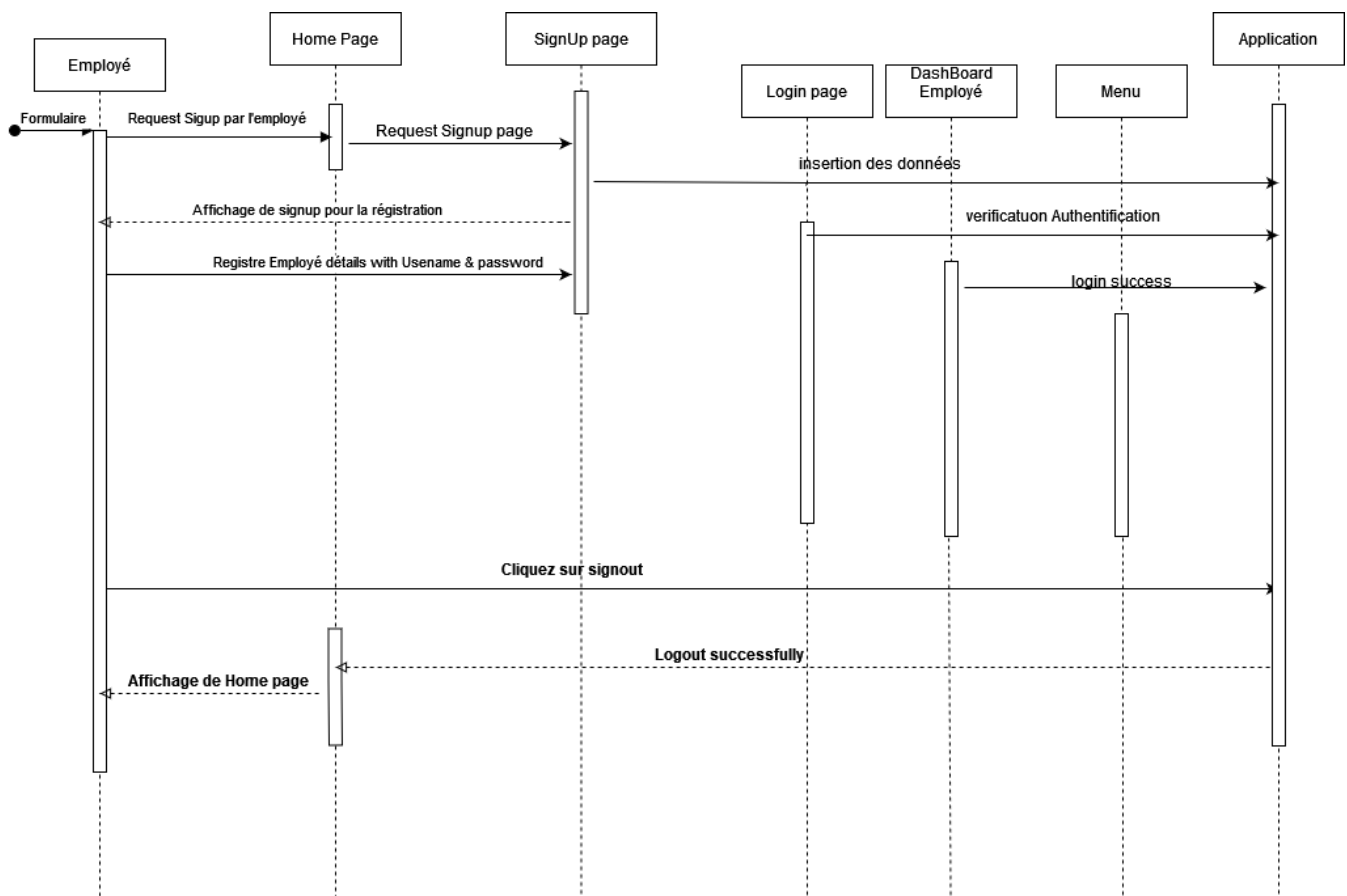 Home Page
SignUp page
Application
Employé
Login page
DashBoard
Employé
Menu
Formulaire
Request Sigup par l'employé
Request Signup page
insertion des données
Affichage de signup pour la régistration
verificatuon Authentification
Registre Employé détails with Usename & password
login success
Cliquez sur signout
Logout successfully
Affichage de Home page